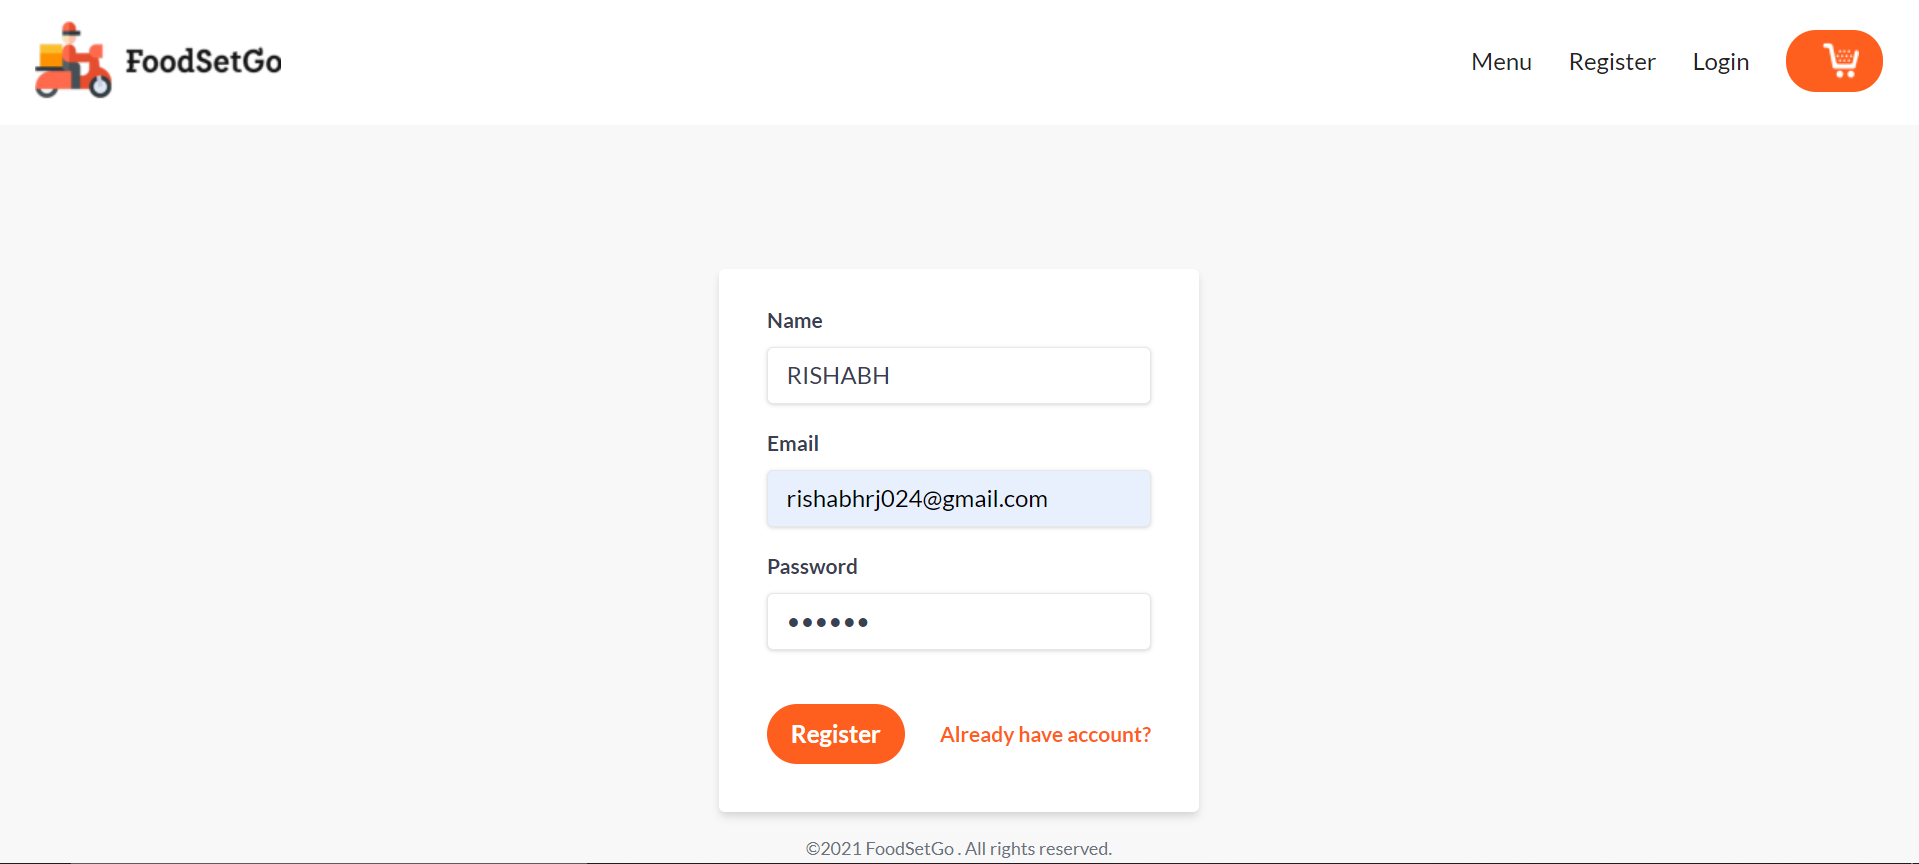 FoodSetGo
Menu Register Login
Name
RISHABH
Email
rishabhrj024@gmail.com
Password
••••••
Register Already have account?
©2021 FoodSetGo . All rights reserved.